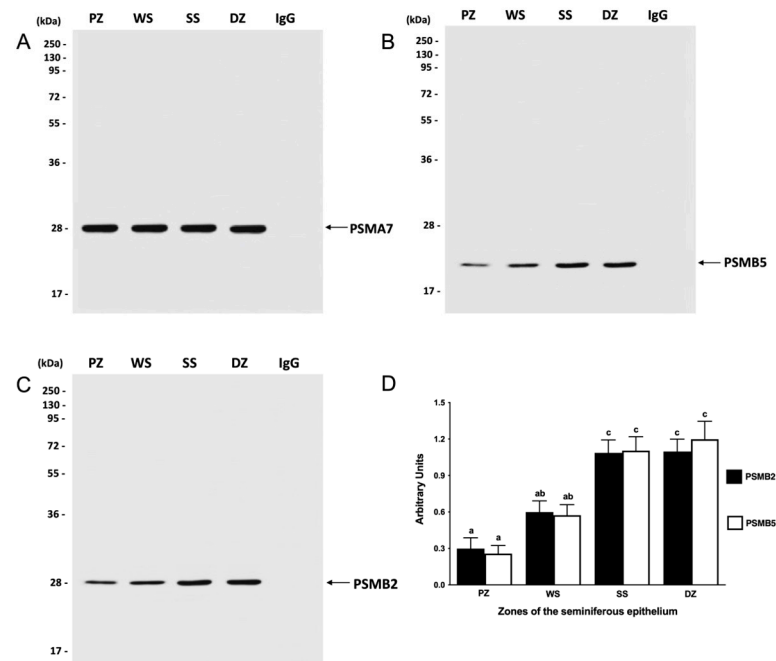 A
(kDa) PZ WS SS DZ IgG
250 -
130 -
95 -
72 -
55 -
36 -
28 -
17 -
PSMA7
B
(kDa) PZ WS SS DZ IgG
250 -
130 -
95 -
72 -
55 -
36 -
28 -
17 -
PSMB5
C
(kDa) PZ WS SS DZ IgG
250 -
130 -
95 -
72 -
55 -
36 -
28 -
17 -
PSMB2
D
Arbitrary Units
1.5
1.2
0.9
0.6
0.3
0.0
a a ab ab c c c c
PZ WS SS DZ
Zones of the seminiferous epithelium
PSMB2
PSMB5